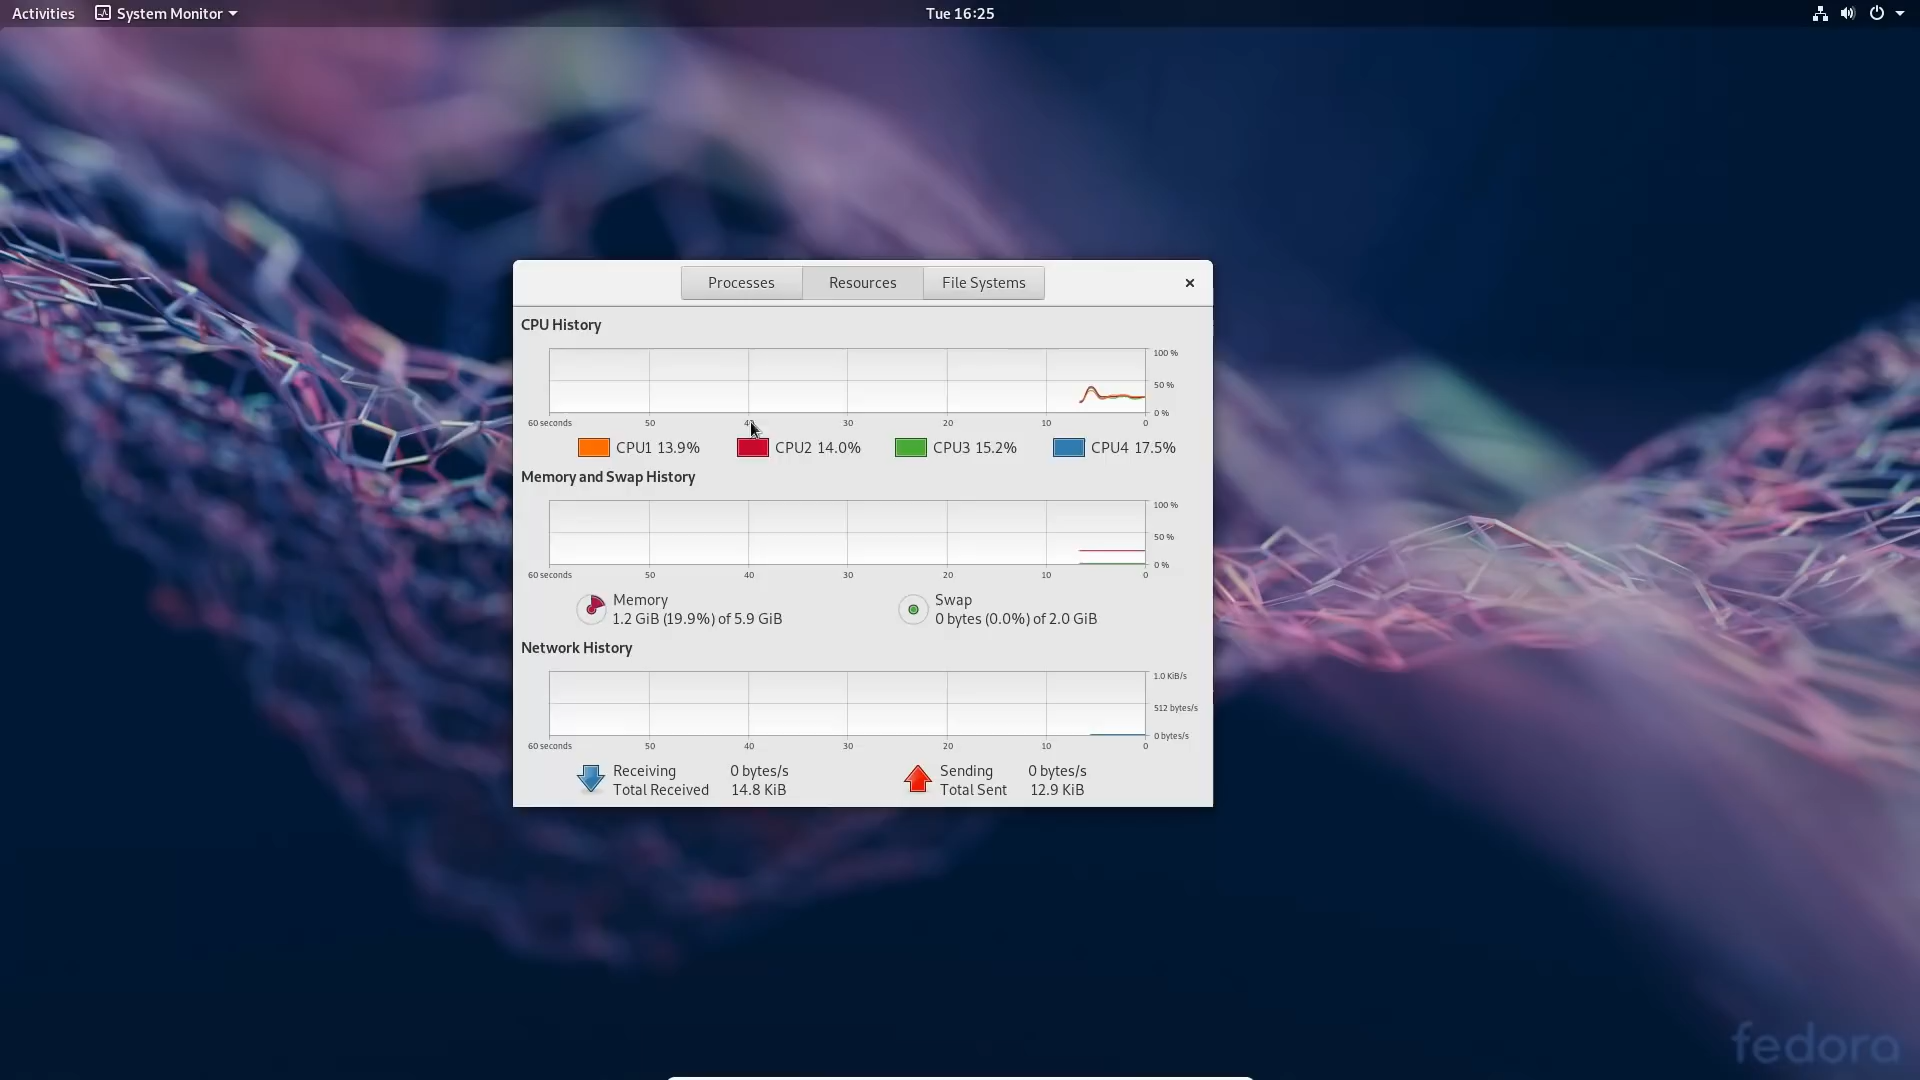 Activities
System Monitor
Tue 16:25
Processes
Resources
File Systems
CPU History
100 %
50 %
0 %
60 seconds 50 30 20 10 0
CPU1 13.9% CPU2 14.0% CPU3 15.2% CPU4 17.5%
Memory and Swap History
100 %
50 %
0 %
60 seconds 50 40 30 20 10 0
Memory
1.2 GiB (19.9%) of 5.9 GiB
Swap
0 bytes (0.0%) of 2.0 GiB
Network History
1.0 KiB/s
512 bytes/s
0 bytes/s
60 seconds 50 40 30 20 10 0
Receiving 0 bytes/s
Total Received 14.8 KiB
Sending 0 bytes/s
Total Sent 12.9 KiB
fedora